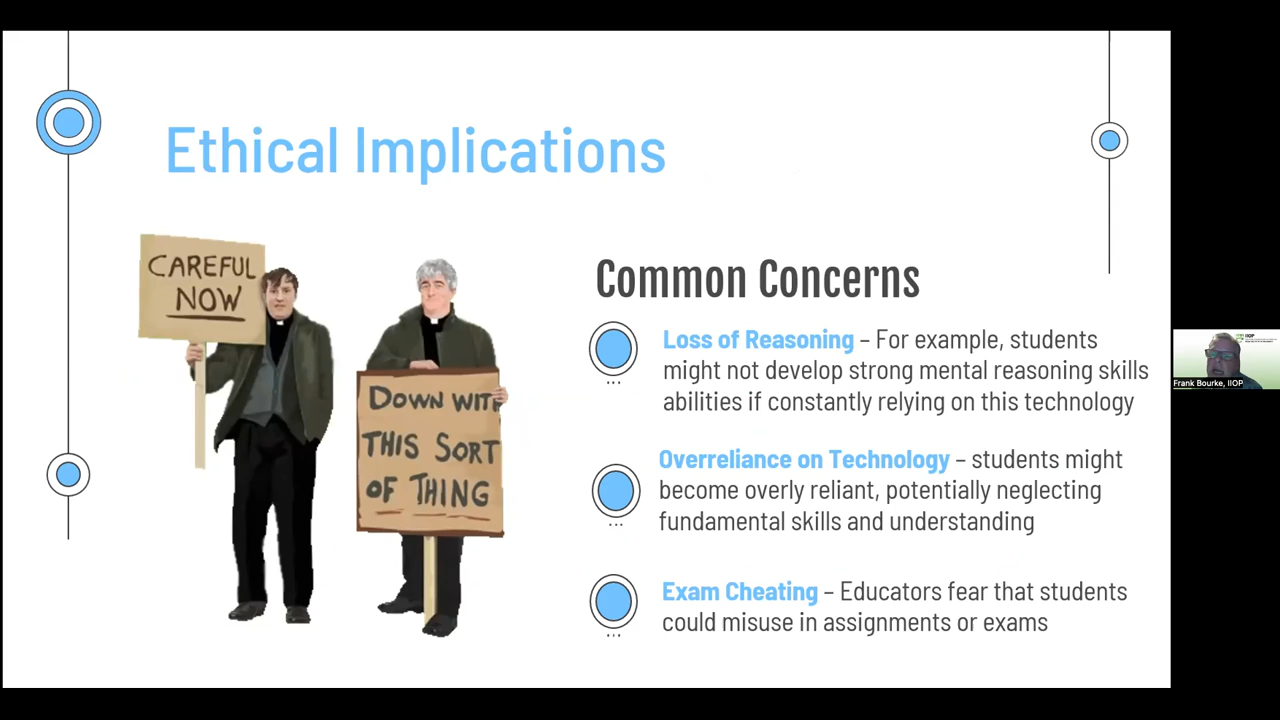 Ethical Implications
CAREFUL
NOW
DOWN WITH
THIS SORT
OF THING
Common Concerns
Loss of Reasoning – For example, students
might not develop strong mental reasoning skills
abilities if constantly relying on this technology
Overreliance on Technology – students might
become overly reliant, potentially neglecting
fundamental skills and understanding
Exam Cheating – Educators fear that students
could misuse in assignments or exams
IIOP
Frank Bourke, IIOP